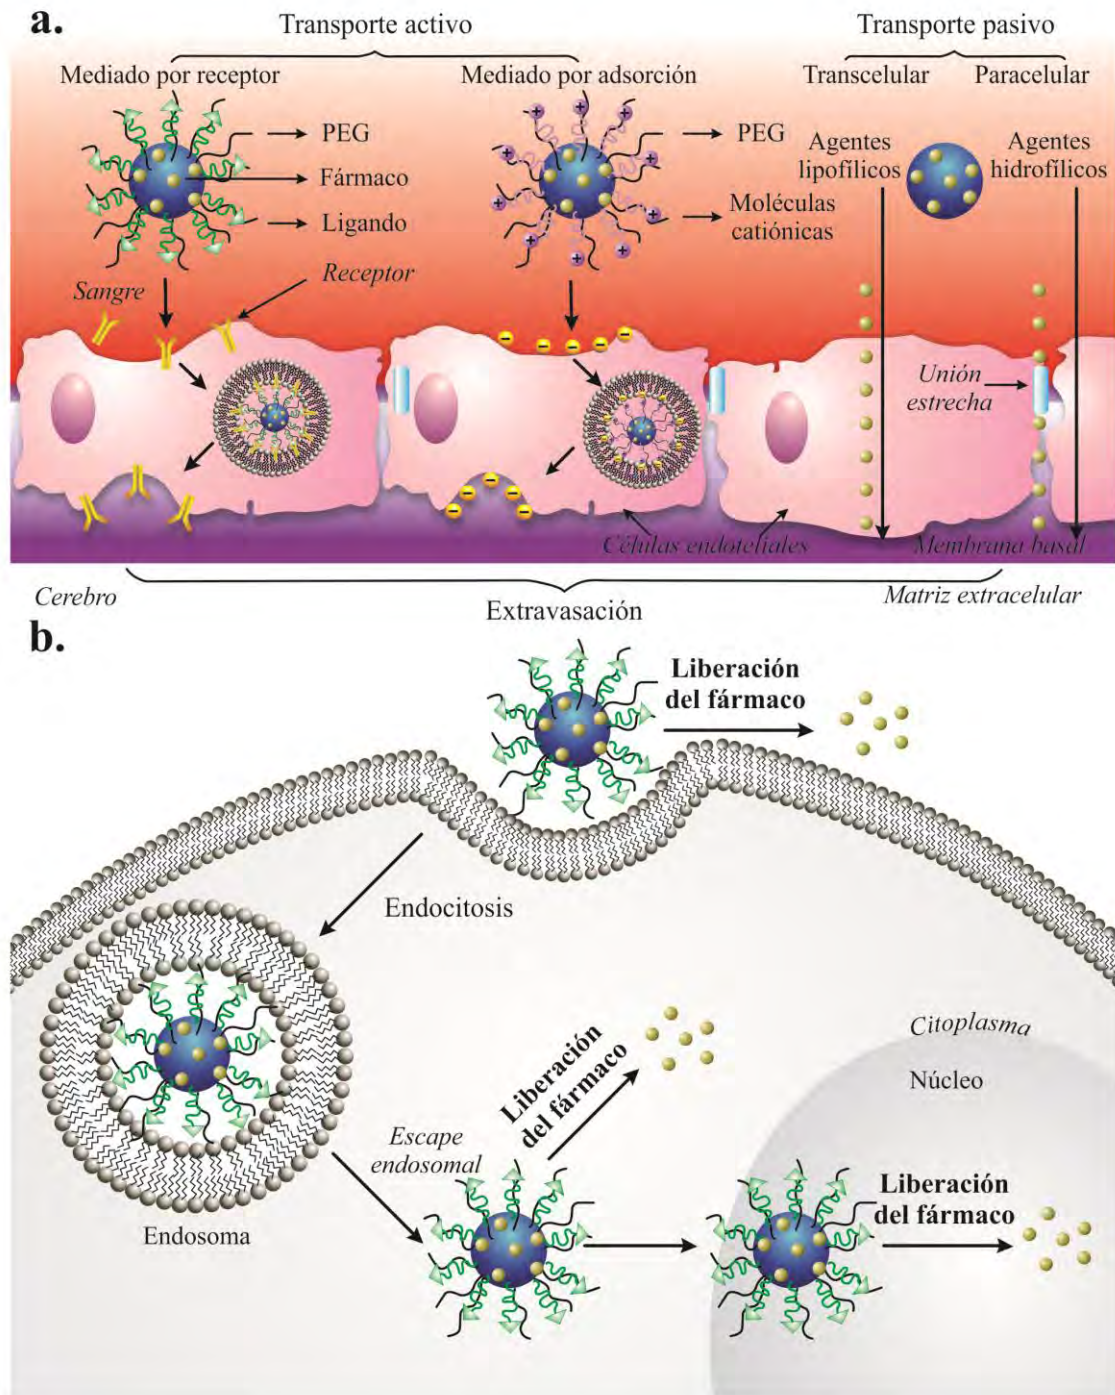 a.
Transporte activo
Transporte pasivo
Mediado por receptor
Mediado por adsorción
Transcelular
Paracelular
PEG
Fármaco
Ligando
PEG
Moléculas
catiónicas
+
+
+
+
+
+
+
+
+
+
Agentes
lipofílicos
Agentes
hidrofílicos
Sangre
Receptor
Unión
estrecha
Células endoteliales
Membrana basal
Cerebro
Extravasación
Matriz extracelular
b.
Liberación
del fármaco
Endocitosis
Endosoma
Escape
endosomal
Liberación
del fármaco
Citoplasma
Núcleo
Liberación
del fármaco